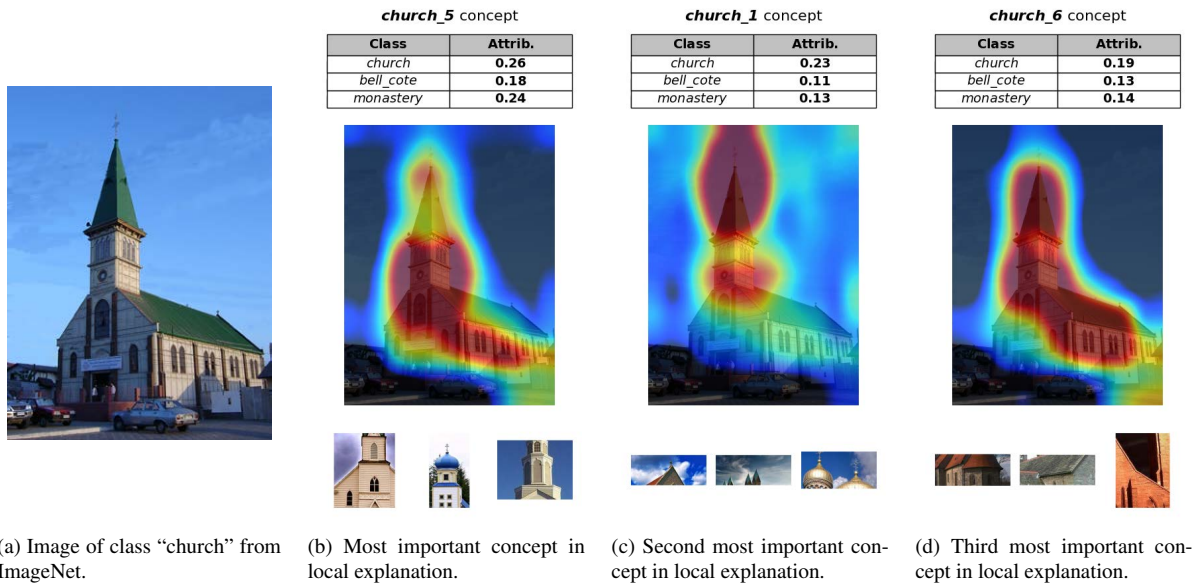 church_5 concept
Class Attrib.
church 0.26
bell_cote 0.18
monastery 0.24
church_1 concept
Class Attrib.
church 0.23
bell_cote 0.11
monastery 0.13
church_6 concept
Class Attrib.
church 0.19
bell_cote 0.13
monastery 0.14
(a) Image of class “church” from
ImageNet.
(b) Most important concept in
local explanation.
(c) Second most important con-
cept in local explanation.
(d) Third most important con-
cept in local explanation.